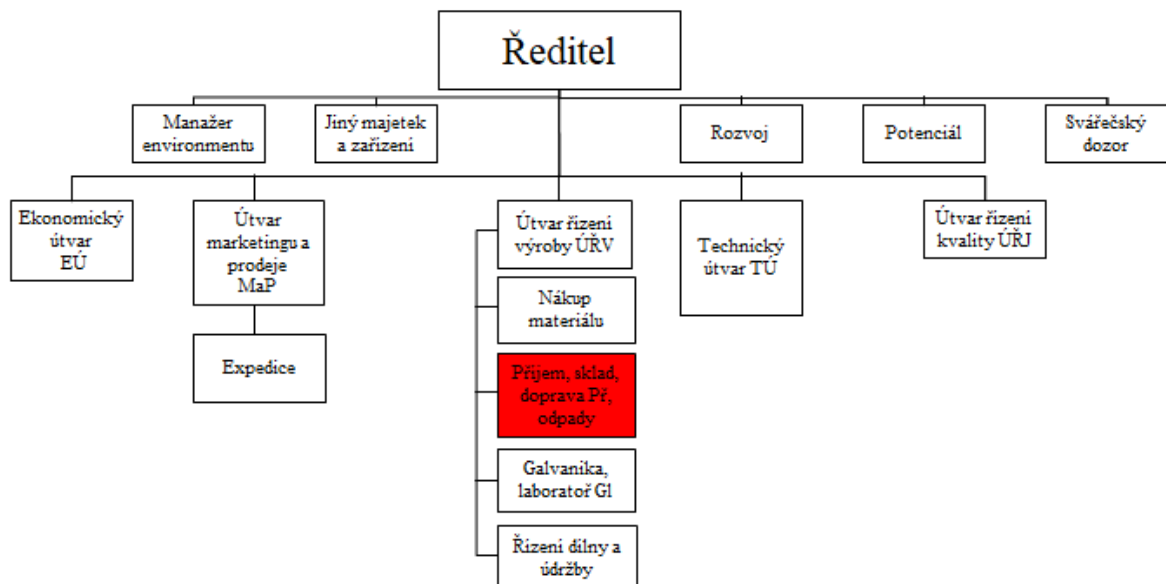 Ředitel
Manažer
environmentu
Jiný majetek
a zařízení
Rozvoj
Potenciál
Svářečský
dozor
Ekonomický
útvar
EÚ
Útvar
marketingu a
prodeje
MaP
Útvar řízení
výroby ÚŘV
Technický
útvar TÚ
Útvar řízení
kvality ÚŘJ
Nákup
materiálu
Expedice
Příjem, sklad,
doprava Př,
odpady
Galvanika,
laboratoř Gl
Řízení dílny a
údržby